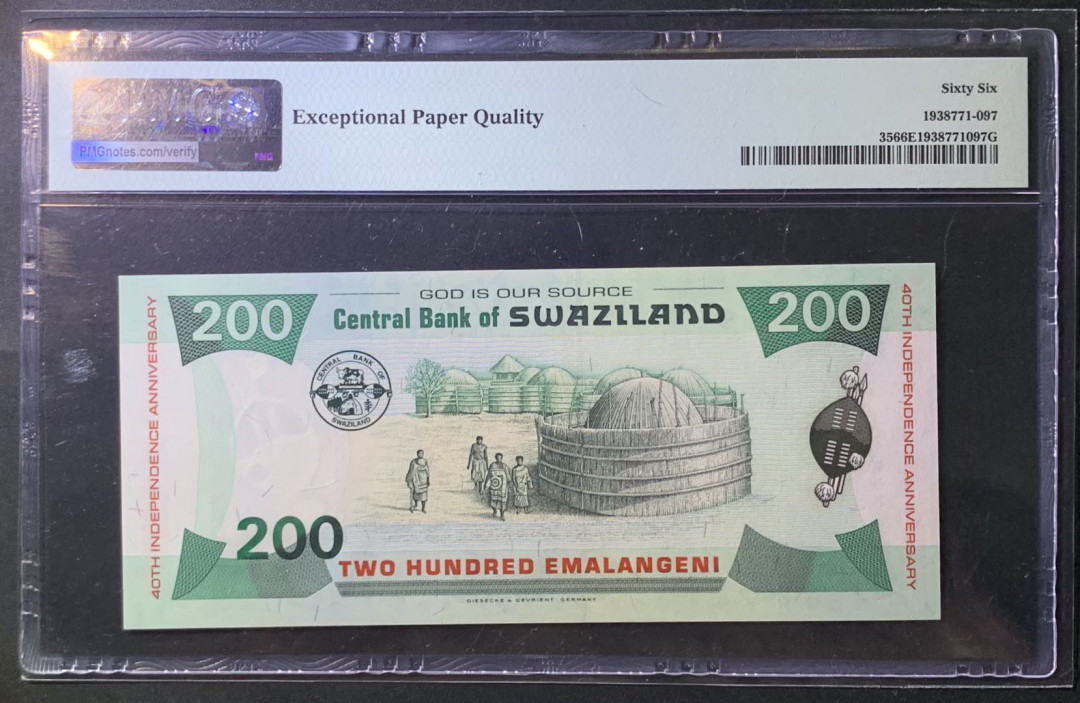 PMG
PMGnotes.com/verify
PMG
Exceptional Paper Quality
Sixty Six
1938771-097
3566E1938771097G
200
GOD IS OUR SOURCE
Central Bank of SWAZILAND
200
40TH INDEPENDENCE ANNIVERSARY
CENTRAL BANK OF
SWAZILAND
40TH INDEPENDENCE ANNIVERSARY
200
TWO HUNDRED EMALANGENI
GIESECKE & DEVRIENT · GERMANY